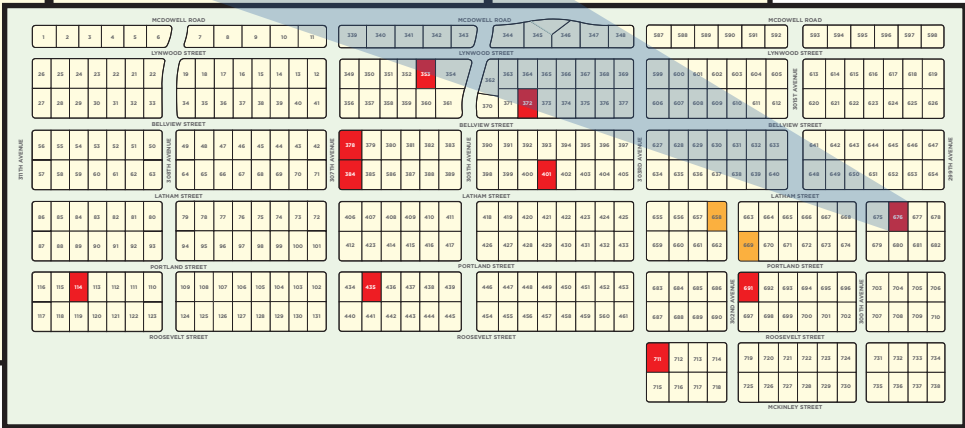 MCDOWELL ROAD MCDOWELL ROAD MCDOWELL ROAD
1 2 3 4 5 6 7 8 9 10 11 339 340 341 342 343 344 345 346 347 348 587 588 589 590 591 592 593 594 595 596 597 598
LYNWOOD STREET LYNWOOD STREET LYNWOOD STREET
26 25 24 23 22 21 22 19 18 17 16 15 14 13 12 349 350 351 352 353 354 362 363 364 365 366 367 368 369 599 600 601 602 603 604 605 613 614 615 616 617 618 619
27 28 29 30 31 32 33 34 35 36 37 38 39 40 41 356 357 358 359 360 361 370 371 372 373 374 375 376 377 606 607 608 609 610 611 612 620 621 622 623 624 625 626
301ST AVENUE
BELLVIEW STREET BELLVIEW STREET BELLVIEW STREET
56 55 54 53 52 51 50 49 48 47 46 45 44 43 42 378 379 380 381 382 383 390 391 392 393 394 395 396 397 627 628 629 630 631 632 633 641 642 643 644 645 646 647
311TH AVENUE 308TH AVENUE 307TH AVENUE 305TH AVENUE 303RD AVENUE 299TH AVENUE
57 58 59 60 61 62 63 64 65 66 67 68 69 70 71 384 385 386 387 388 389 398 399 400 401 402 403 404 405 634 635 636 637 638 639 640 648 649 650 651 652 653 654
LATHAM STREET LATHAM STREET LATHAM STREET
86 85 84 83 82 81 80 79 78 77 76 75 74 73 72 406 407 408 409 410 411 418 419 420 421 422 423 424 425 655 656 657 658 663 664 665 666 667 668 675 676 677 678
87 88 89 90 91 92 93 94 95 96 97 98 99 100 101 412 423 414 415 416 417 426 427 428 429 430 431 432 433 659 660 661 662 669 670 671 672 673 674 679 680 681 682
PORTLAND STREET PORTLAND STREET PORTLAND STREET
116 115 114 113 112 111 110 109 108 107 106 105 104 103 102 434 435 436 437 438 439 446 447 448 449 450 451 452 453 683 684 685 686 691 692 693 694 695 696 703 704 705 706
302ND AVENUE 300TH AVENUE
117 118 119 120 121 122 123 124 125 126 127 128 129 130 131 440 441 442 443 444 445 454 455 456 457 458 459 560 461 687 688 689 690 697 698 699 700 701 702 707 708 709 710
ROOSEVELT STREET ROOSEVELT STREET ROOSEVELT STREET
711 712 713 714 719 720 721 722 723 724 731 732 733 734
715 716 717 718 725 726 727 728 729 730 735 736 737 738
MCKINLEY STREET